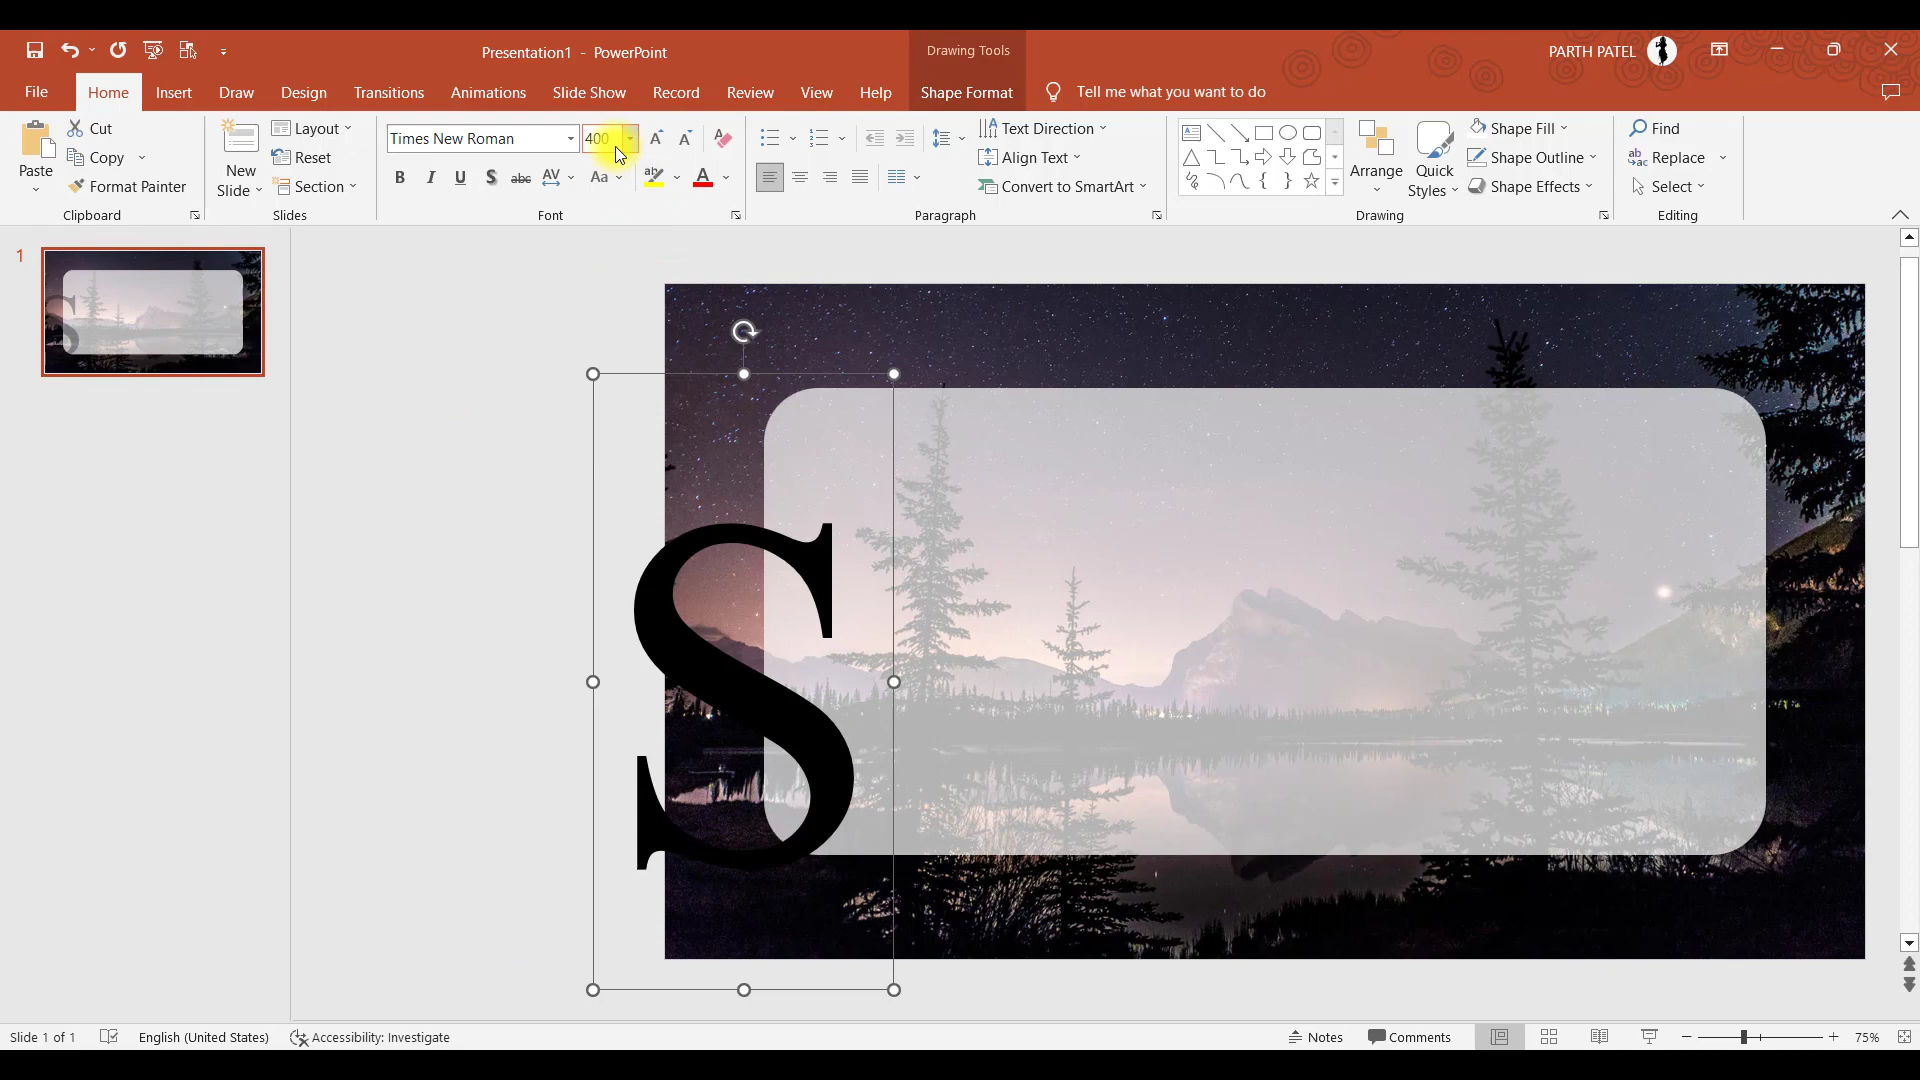 Presentation1 - PowerPoint
Drawing Tools
PARTH PATEL
File
Home
Insert
Draw
Design
Transitions
Animations
Slide Show
Record
Review
View
Help
Shape Format
Tell me what you want to do
Paste
Cut
Copy
Format Painter
Clipboard
New
Slide
Layout
Reset
Section
Slides
Times New Roman
400
B I U S abc AV Aa ab A
Font
Paragraph
Text Direction
Align Text
Convert to SmartArt
Arrange
Quick
Styles
Shape Fill
Shape Outline
Shape Effects
Drawing
Find
Replace
Select
Editing
1
S
S
Slide 1 of 1
English (United States)
Accessibility: Investigate
Notes
Comments
75%